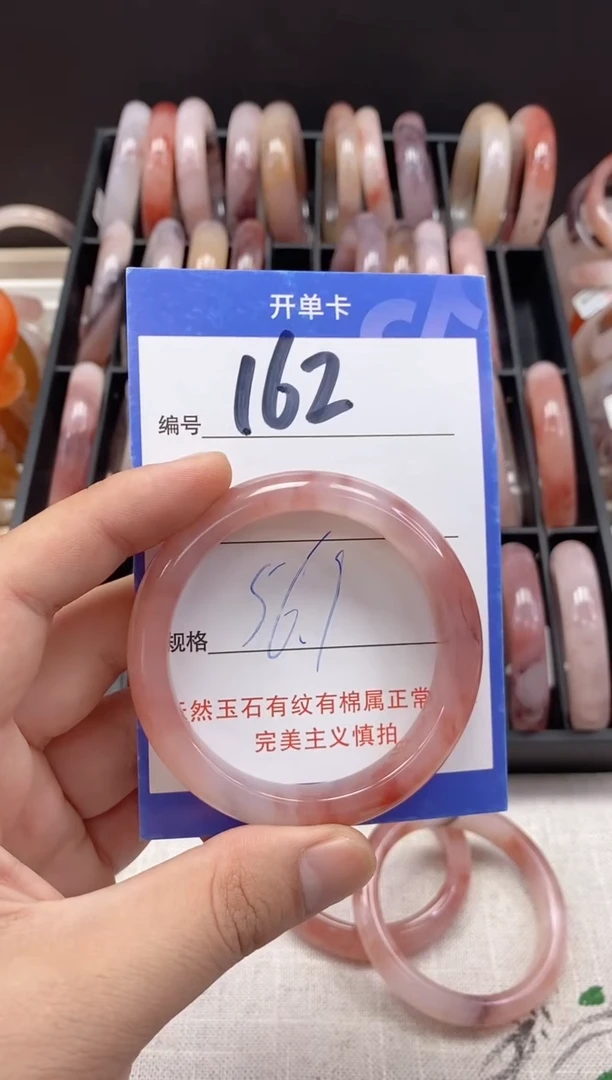 开单卡
编号 162
规格 56.1
天然玉石有纹有棉属正常
完美主义慎拍